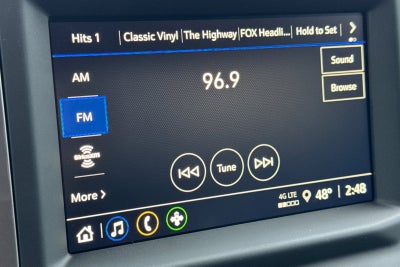 Hits 1 Classic Vinyl The Highway FOX Headli... Hold to Set
AM
96.9
Sound
FM
Browse
SiriusXM
Tune
More
4G LTE
48° 2:48